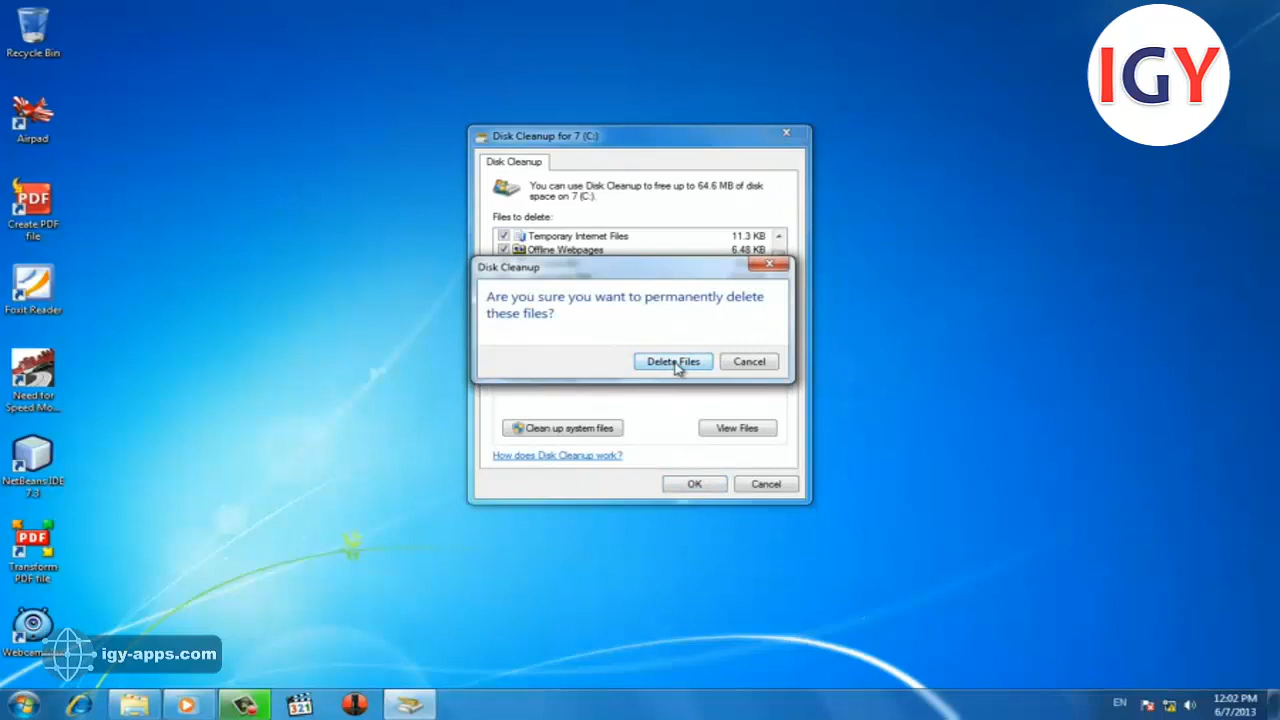 Recycle Bin
Airpad
Create PDF
file
Foxit Reader
Need for
Speed Mo...
NetBeans IDE
7.3
Transform
PDF file
IGY
Disk Cleanup for 7 (C:)
Disk Cleanup
You can use Disk Cleanup to free up to 64.6 MB of disk
space on 7 (C:).
Files to delete:
Temporary Internet Files 11.3 KB
Offline Webpages 6.48 KB
Disk Cleanup
Are you sure you want to permanently delete
these files?
Delete Files Cancel
Clean up system files View Files
How does Disk Cleanup work?
OK Cancel
igy-apps.com
321
EN
12:02 PM
6/7/2013